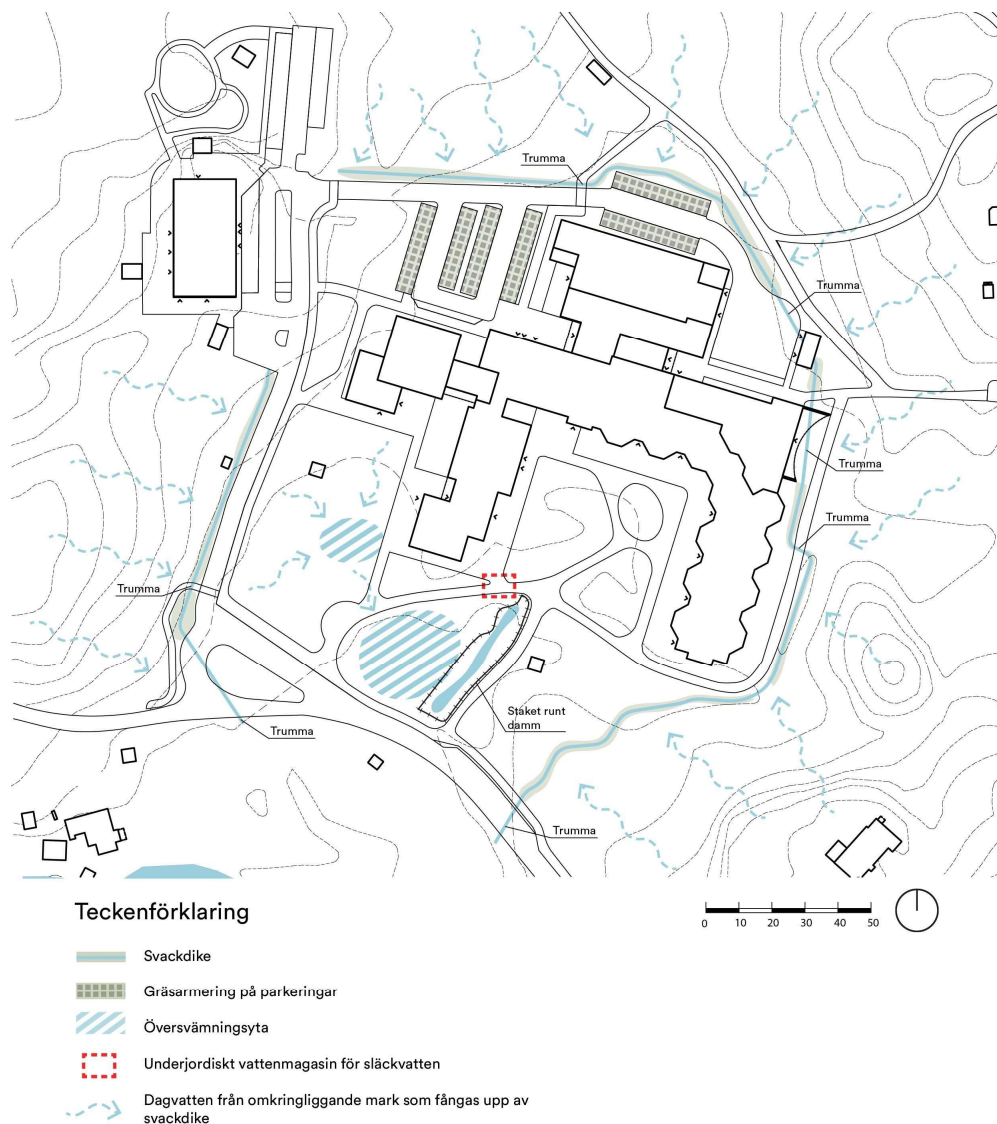 Trumma
Trumma
Trumma
Trumma
Trumma
Staket runt
damm
Trumma
Trumma
Teckenförklaring
0 10 20 30 40 50
Svackdike
Gräsarmering på parkeringar
Översvämningsyta
Underjordiskt vattenmagasin för släckvatten
Dagvatten från omkringliggande mark som fångas upp av
svackdike